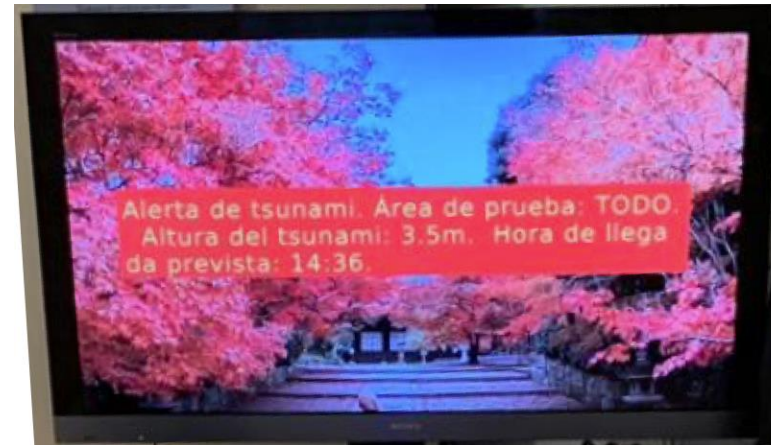 Alerta de tsunami. Área de prueba: TODO.
Altura del tsunami: 3.5m. Hora de llega
da prevista: 14:36.
SONY